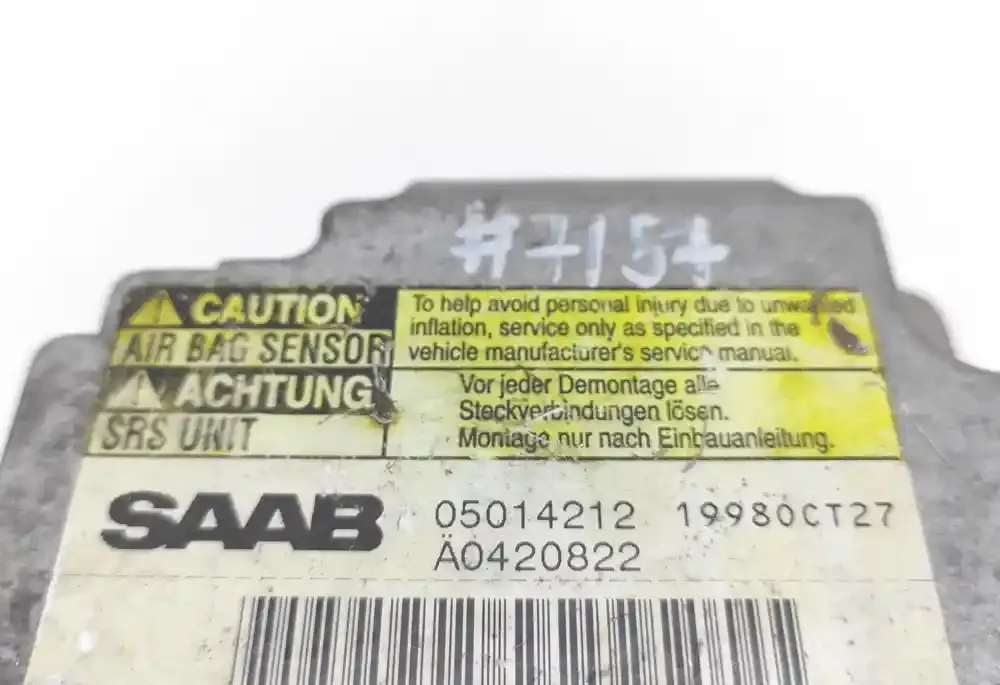 #7157
CAUTION
AIR BAG SENSOR
To help avoid personal injury due to unwanted
inflation, service only as specified in the
vehicle manufacturer's service manual.
ACHTUNG
SRS UNIT
Vor jeder Demontage alle
Steckverbindungen lösen.
Montage nur nach Einbauanleitung.
SAAB
05014212 1998OCT27
Ä0420822